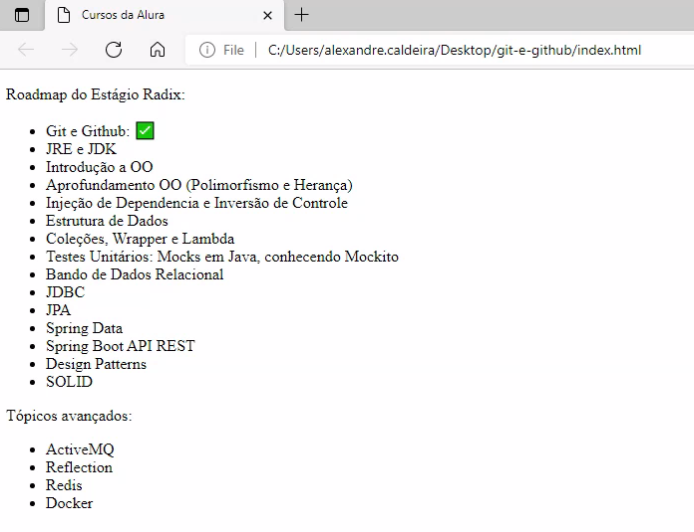 Cursos da Alura
File
C:/Users/alexandre.caldeira/Desktop/git-e-github/index.html
Roadmap do Estágio Radix:
Git e Github: ✅
JRE e JDK
Introdução a OO
Aprofundamento OO (Polimorfismo e Herança)
Injeção de Dependencia e Inversão de Controle
Estrutura de Dados
Coleções, Wrapper e Lambda
Testes Unitários: Mocks em Java, conhecendo Mockito
Bando de Dados Relacional
JDBC
JPA
Spring Data
Spring Boot API REST
Design Patterns
SOLID
Tópicos avançados:
ActiveMQ
Reflection
Redis
Docker